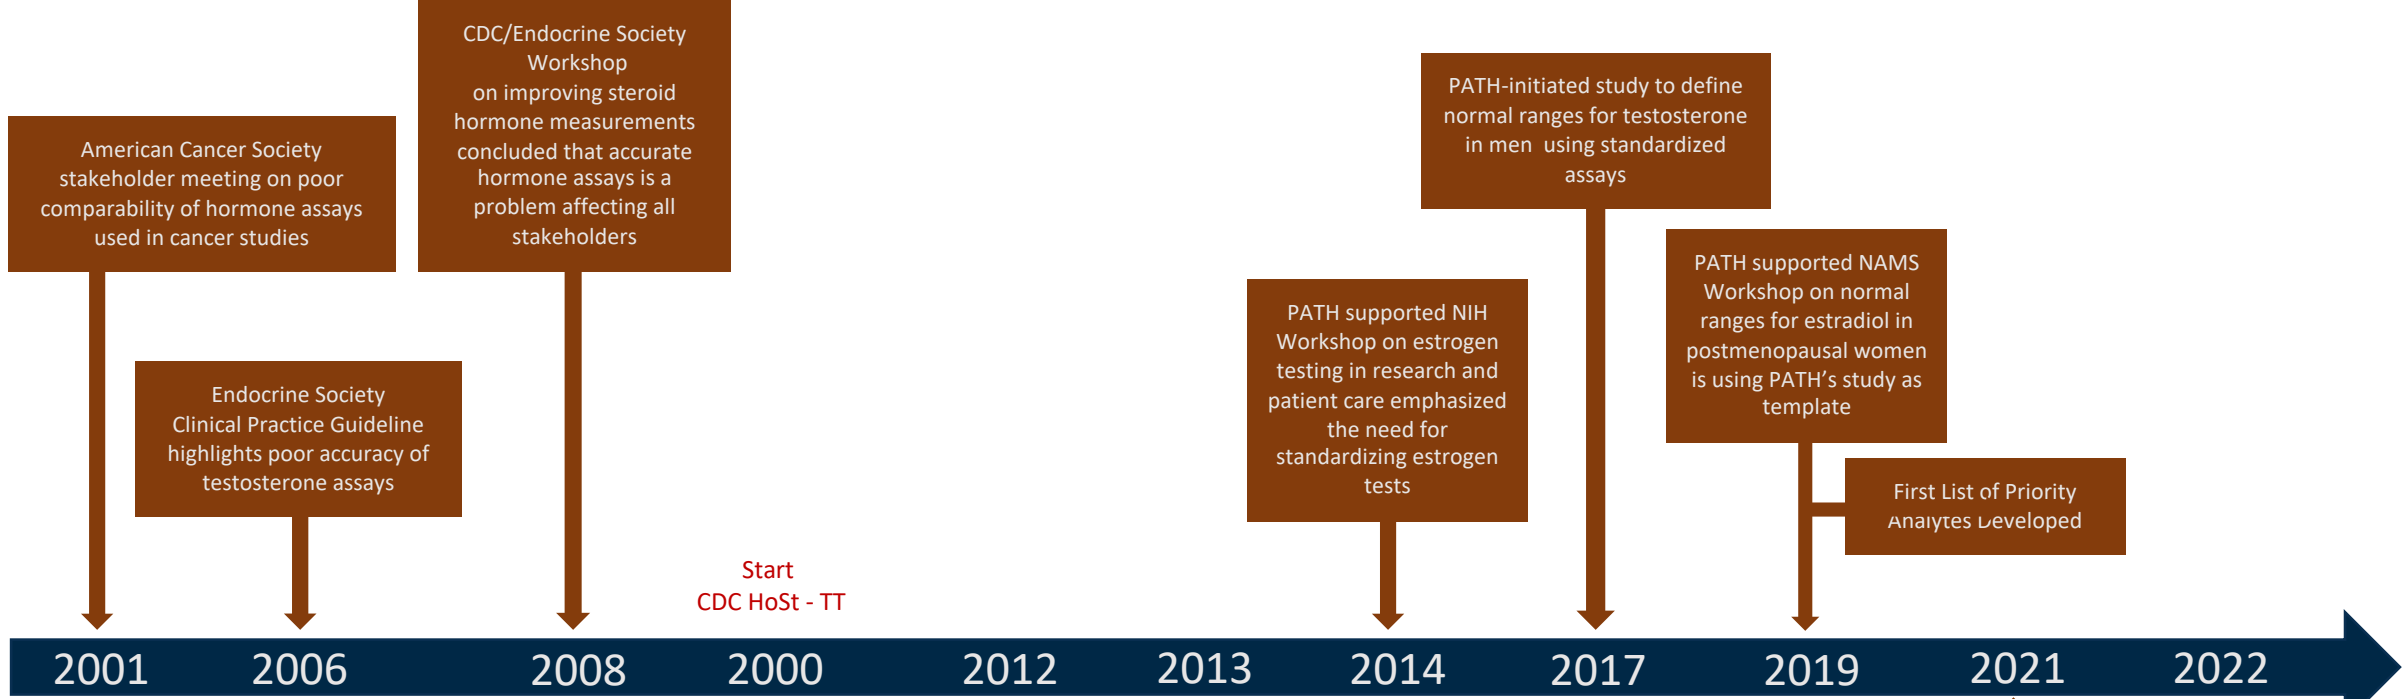 American Cancer Society
stakeholder meeting on poor
comparability of hormone assays
used in cancer studies
Endocrine Society
Clinical Practice Guideline
highlights poor accuracy of
testosterone assays
CDC/Endocrine Society
Workshop
on improving steroid
hormone measurements
concluded that accurate
hormone assays is a
problem affecting all
stakeholders
Start
CDC HoSt - TT
PATH supported NIH
Workshop on estrogen
testing in research and
patient care emphasized
the need for
standardizing estrogen
tests
PATH-initiated study to define
normal ranges for testosterone
in men using standardized
assays
PATH supported NAMS
Workshop on normal
ranges for estradiol in
postmenopausal women
is using PATH’s study as
template
First List of Priority
Analytes Developed
2001 2006 2008 2000 2012 2013 2014 2017 2019 2021 2022